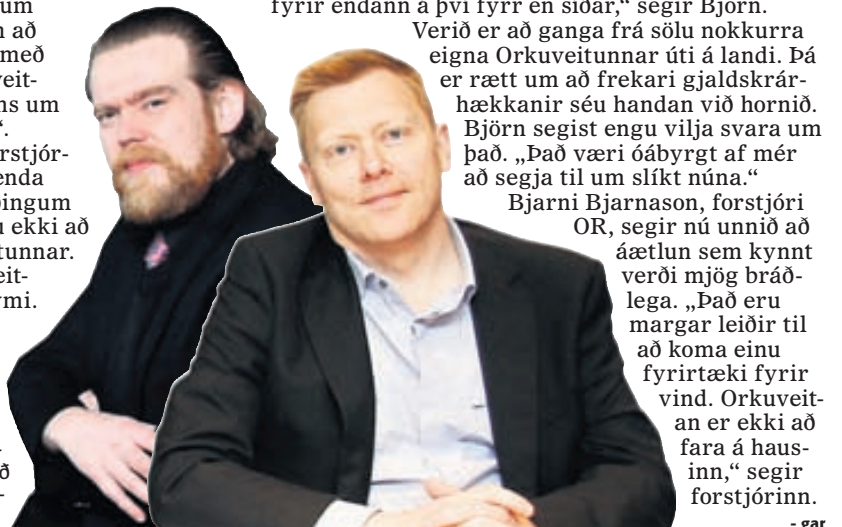 um
n að
með
veit-
ns um
“.
rstjór-
enda
þingum
u ekki að
tunnar.
eit-
ymi.
ð
-
fyrir endann á því fyrr en síðar,“ segir Björn.
Verið er að ganga frá sölu nokkurra
eigna Orkuveitunnar úti á landi. Þá
er rætt um að frekari gjaldskrár-
hækkanir séu handan við hornið.
Björn segist engu vilja svara um
það. „Það væri óábyrgt af mér
að segja til um slíkt núna.“
Bjarni Bjarnason, forstjóri
OR, segir nú unnið að
áætlun sem kynnt
verði mjög bráð-
lega. „Það eru
margar leiðir til
að koma einu
fyrirtæki fyrir
vind. Orkuveit-
an er ekki að
fara á haus-
inn,“ segir
forstjórinn.
- gar